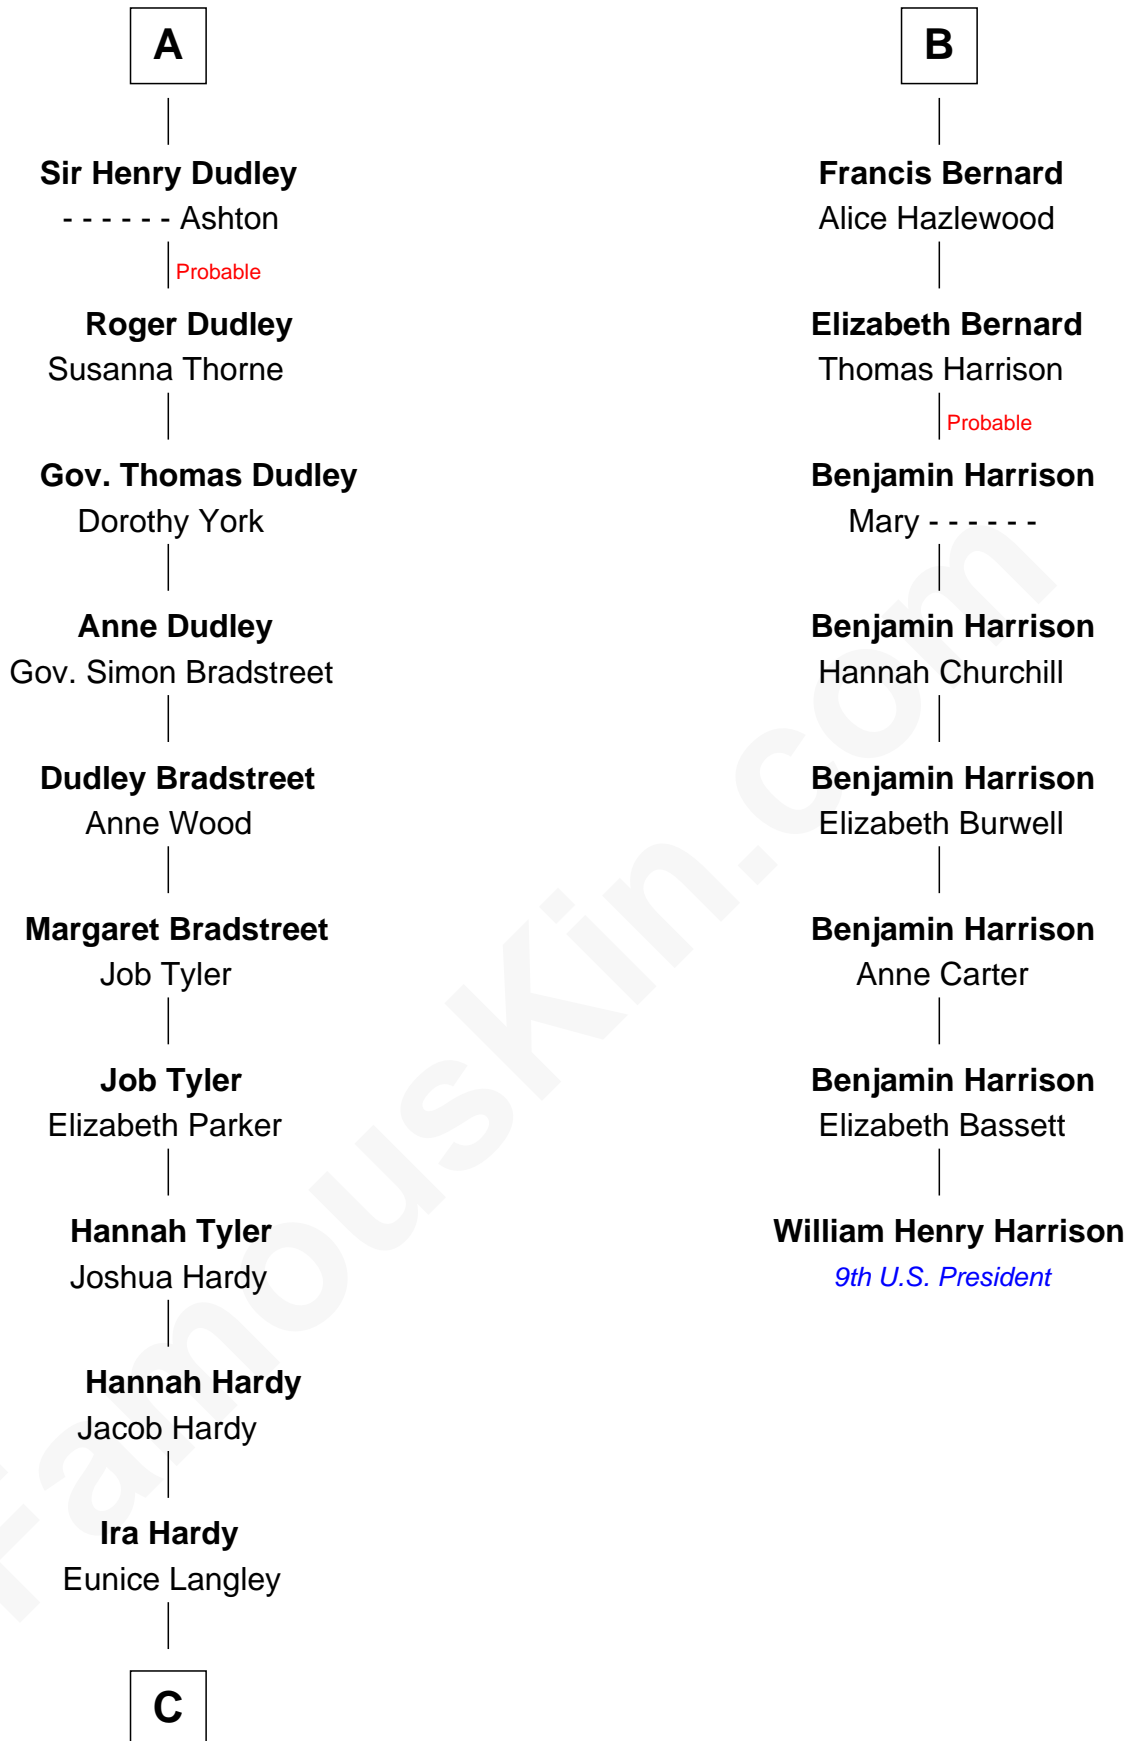 A
Sir Henry Dudley
- - - - - - Ashton
Probable
Roger Dudley
Susanna Thorne
Gov. Thomas Dudley
Dorothy York
Anne Dudley
Gov. Simon Bradstreet
Dudley Bradstreet
Anne Wood
Margaret Bradstreet
Job Tyler
Job Tyler
Elizabeth Parker
Hannah Tyler
Joshua Hardy
Hannah Hardy
Jacob Hardy
Ira Hardy
Eunice Langley
C
B
Francis Bernard
Alice Hazlewood
Elizabeth Bernard
Thomas Harrison
Probable
Benjamin Harrison
Mary - - - - - -
Benjamin Harrison
Hannah Churchill
Benjamin Harrison
Elizabeth Burwell
Benjamin Harrison
Anne Carter
Benjamin Harrison
Elizabeth Bassett
William Henry Harrison
9th U.S. President
FamousKin.com